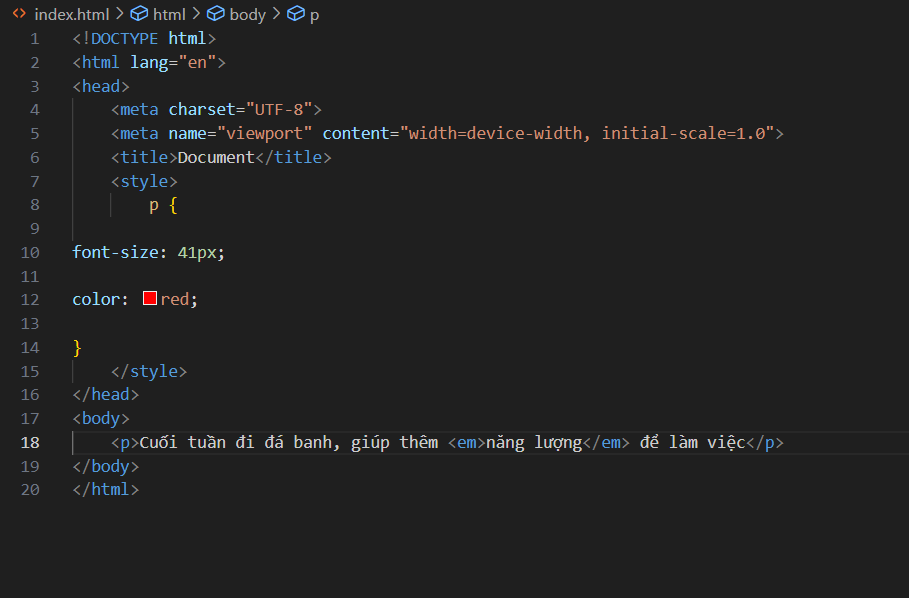 index.html > html > body > p
1 <!DOCTYPE html>
2 <html lang="en">
3 <head>
4 <meta charset="UTF-8">
5 <meta name="viewport" content="width=device-width, initial-scale=1.0">
6 <title>Document</title>
7 <style>
8 p {
9
10 font-size: 41px;
11
12 color: red;
13
14 }
15 </style>
16 </head>
17 <body>
18 <p>Cuối tuần đi đá banh, giúp thêm <em>năng lượng</em> để làm việc</p>
19 </body>
20 </html>